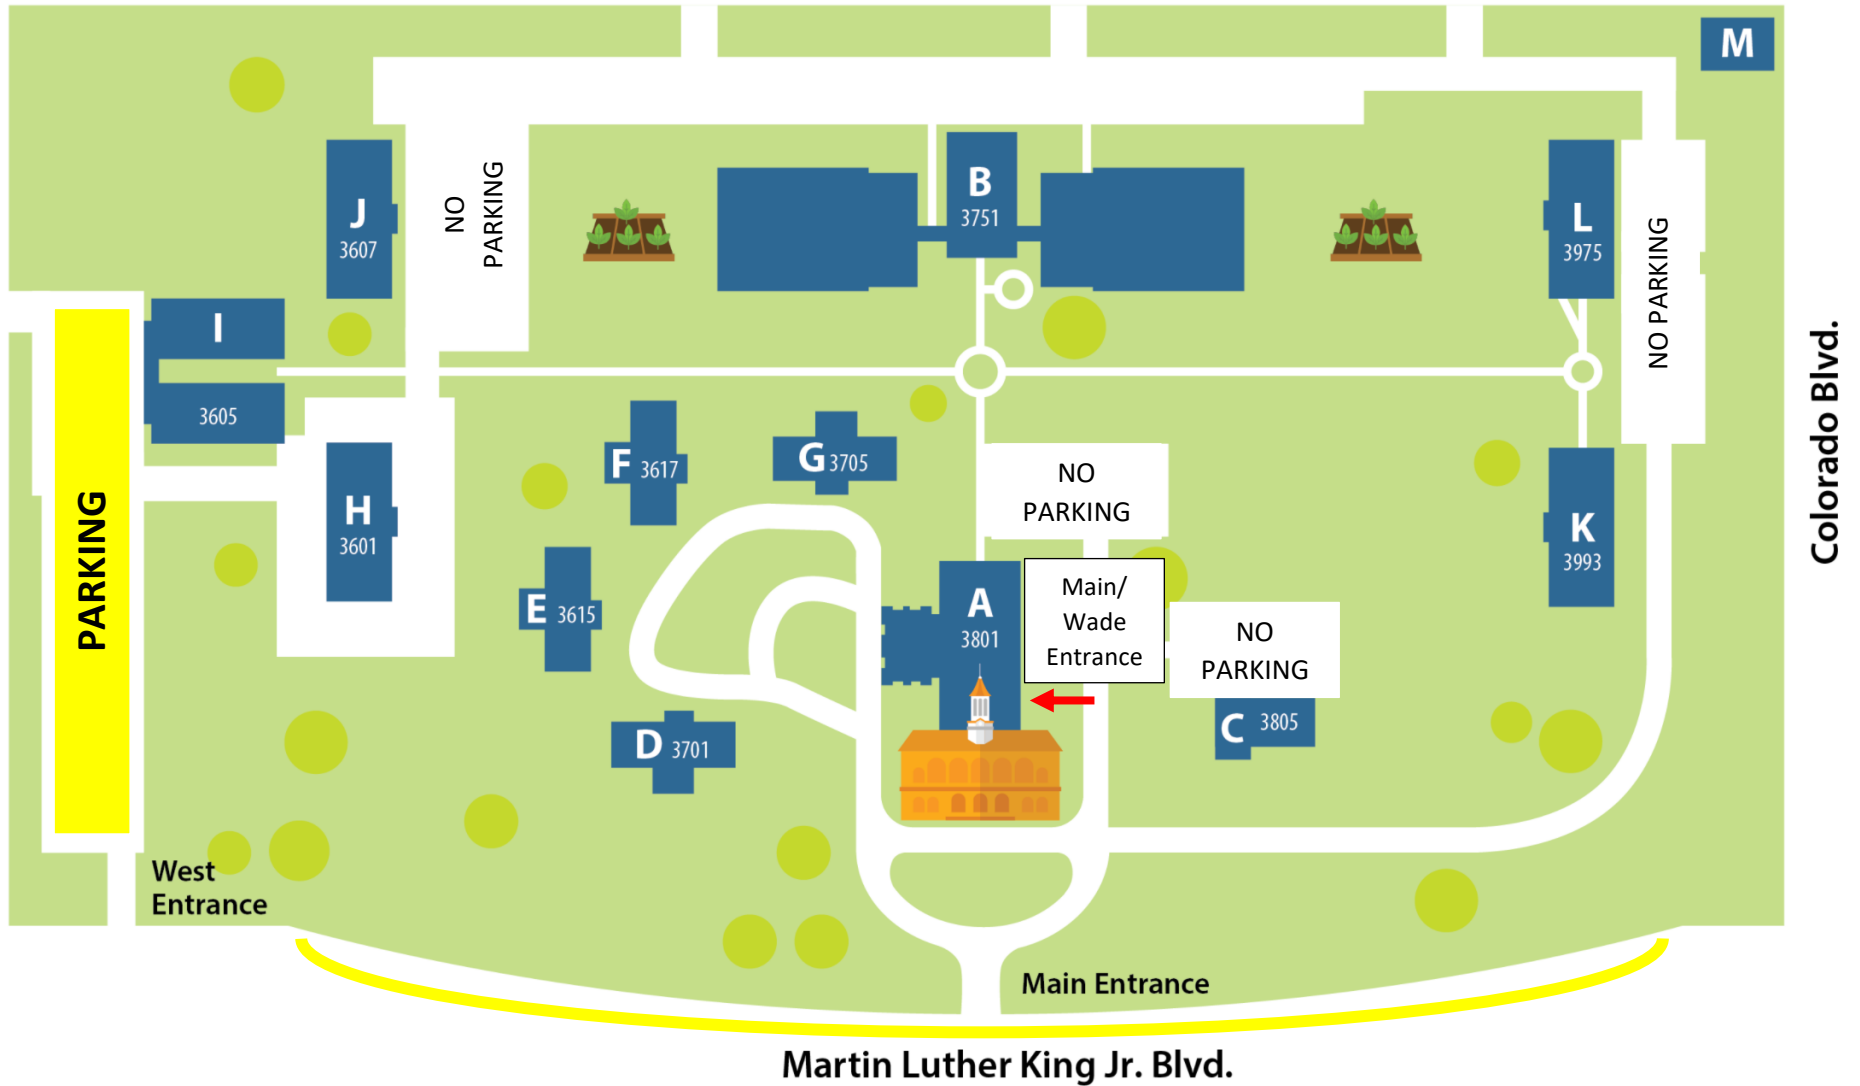 M
B
3751
J
3607
NO
PARKING
L
3975
NO PARKING
I
3605
Colorado Blvd.
F 3617
G 3705
NO
PARKING
H
3601
K
3993
PARKING
E 3615
A
3801
Main/
Wade
Entrance
NO
PARKING
D 3701
C 3805
West
Entrance
Main Entrance
Martin Luther King Jr. Blvd.